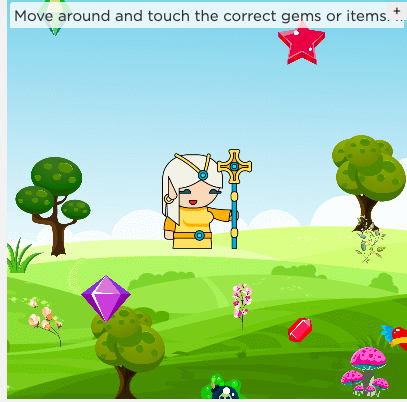 Move around and touch the correct gems or items. ..
+